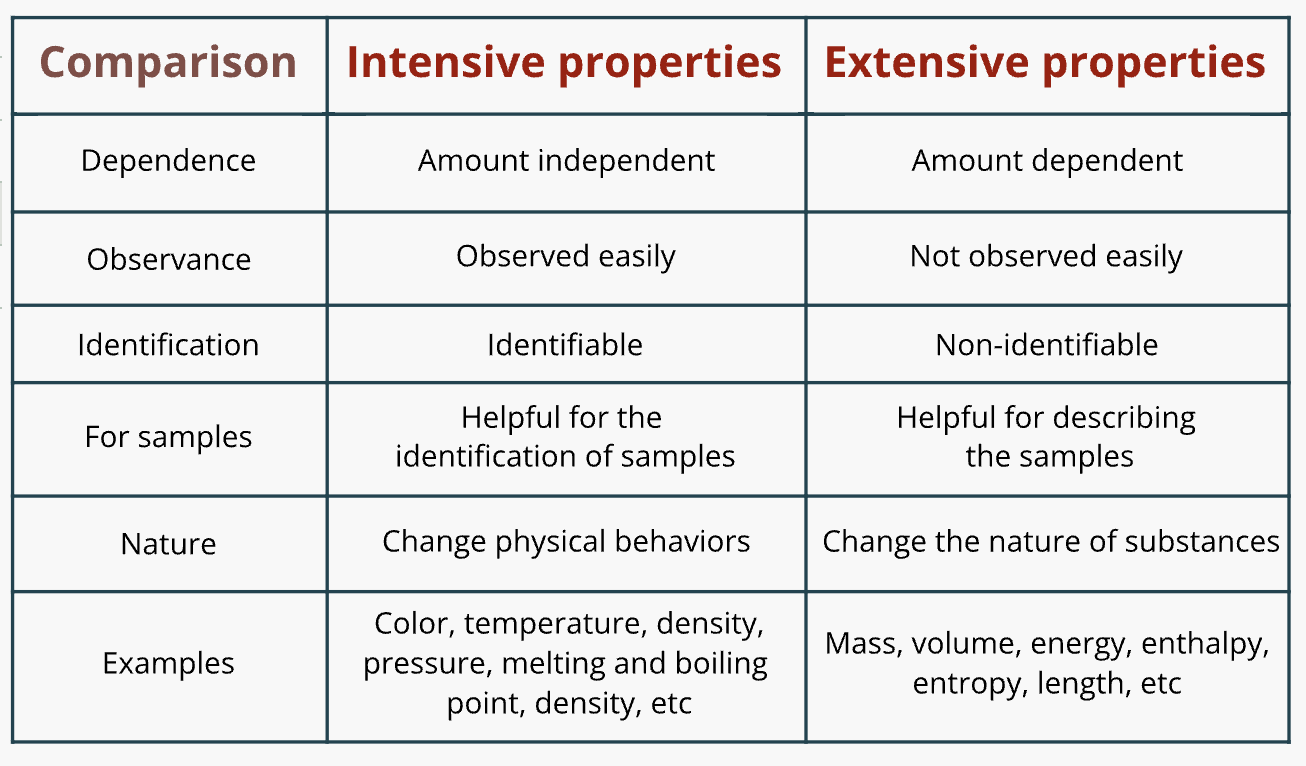 Comparison Intensive properties Extensive properties
Dependence Amount independent Amount dependent
Observance Observed easily Not observed easily
Identification Identifiable Non-identifiable
For samples
Helpful for the
identification of samples
Helpful for describing
the samples
Nature Change physical behaviors Change the nature of substances
Examples
Color, temperature, density,
pressure, melting and boiling
point, density, etc
Mass, volume, energy, enthalpy,
entropy, length, etc